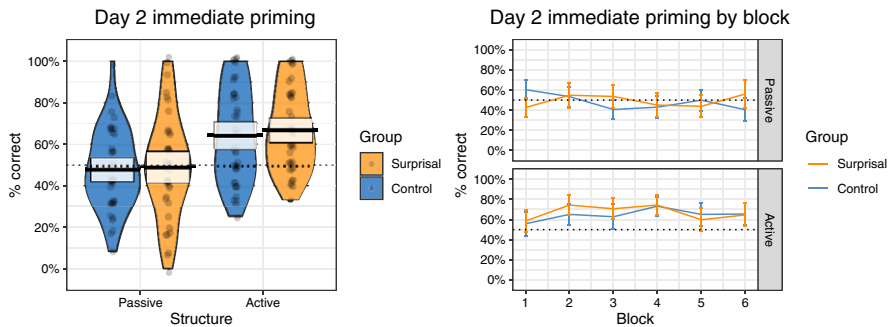 Day 2 immediate priming
% correct
100%
80%
60%
40%
20%
0%
Passive
Active
Structure
Group
Surprisal
Control
Day 2 immediate priming by block
% correct
100%
80%
60%
40%
20%
0%
Passive
100%
80%
60%
40%
20%
0%
Active
1 2 3 4 5 6
Block
Group
Surprisal
Control